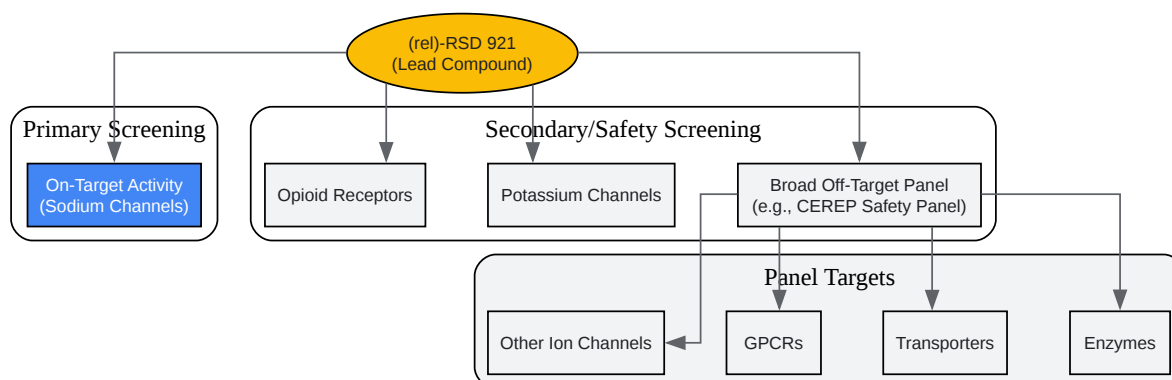 (rel)-RSD 921
(Lead Compound)
Primary Screening
Secondary/Safety Screening
On-Target Activity
(Sodium Channels)
Opioid Receptors
Potassium Channels
Broad Off-Target Panel
(e.g., CEREP Safety Panel)
Panel Targets
Other Ion Channels
GPCRs
Transporters
Enzymes